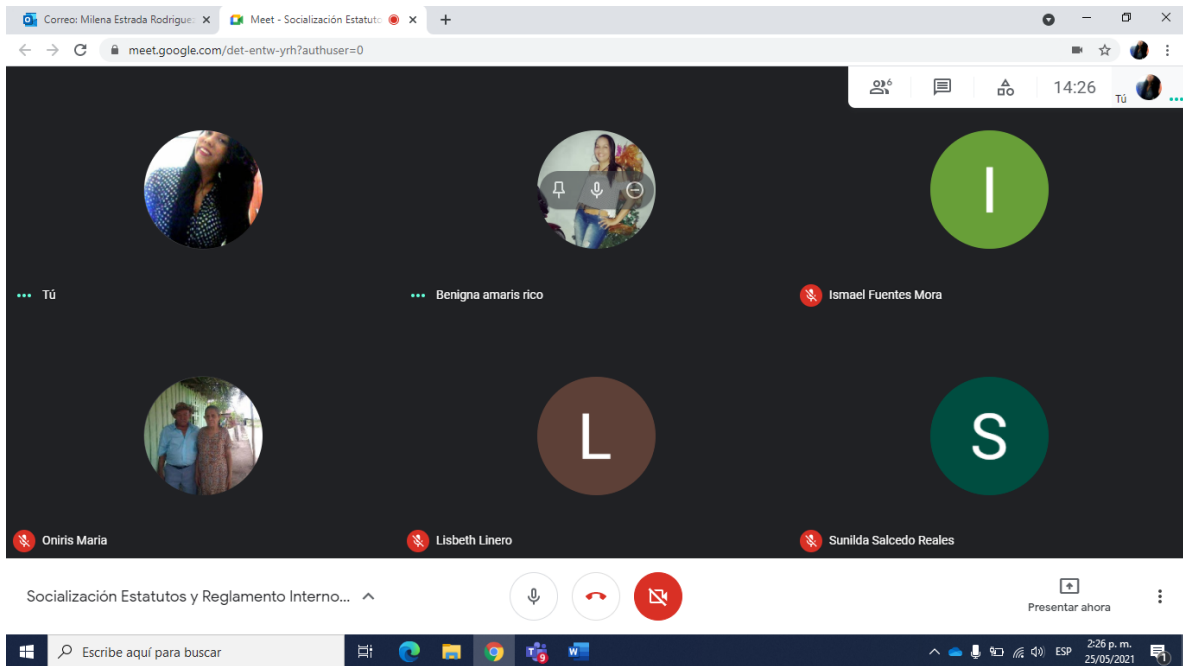 Correo: Milena Estrada Rodrigue
Meet - Socialización Estatuto
meet.google.com/det-entw-yrh?authuser=0
6
14:26
Tú
Tú
Benigna amaris rico
I
Ismael Fuentes Mora
Oniris Maria
L
Lisbeth Linero
S
Sunilda Salcedo Reales
Socialización Estatutos y Reglamento Interno...
Presentar ahora
Escribe aquí para buscar
9
W
ESP
2:26 p. m.
25/05/2021
1